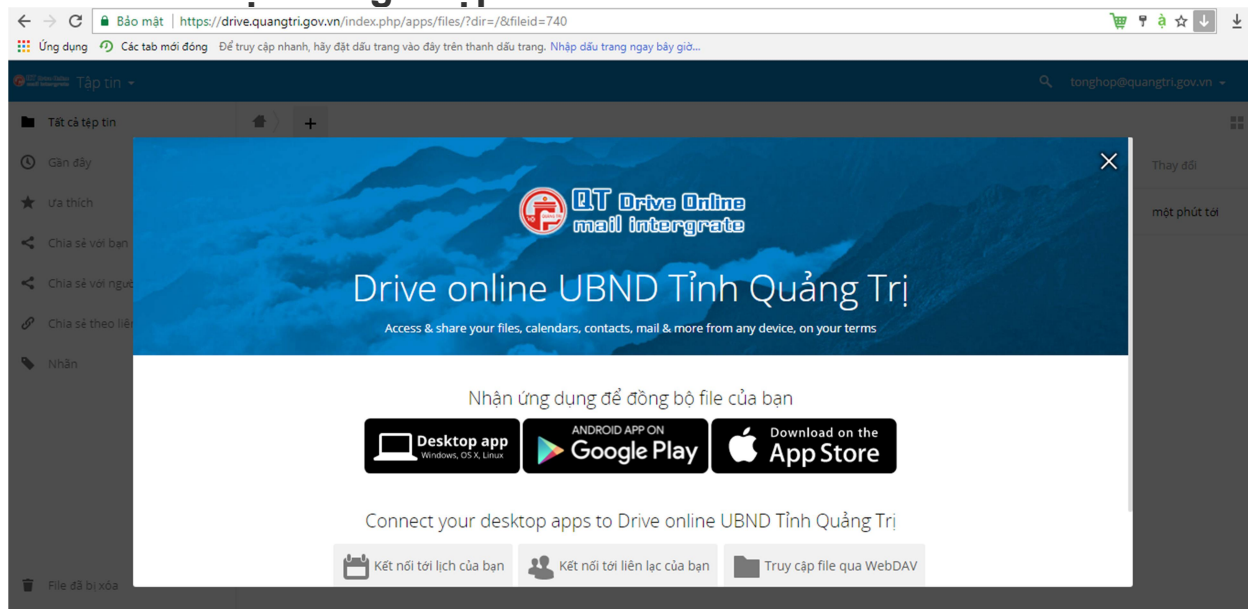 Bảo mật | https://drive.quangtri.gov.vn/index.php/apps/files/?dir=/&fileid=740
Ứng dụng Các tab mới đóng Để truy cập nhanh, hãy đặt dấu trang vào đây trên thanh dấu trang. Nhập dấu trang ngay bây giờ...
Tập tin tonghop@quangtri.gov.vn
Tất cả tệp tin
Gần đây Thay đổi
Ưa thích một phút tới
Chia sẻ với bạn
Chia sẻ với
Chia sẻ theo
Nhãn
QT Drive Online
mail intergrate
Drive online UBND Tỉnh Quảng Trị
Access & share your files, calendars, contacts, mail & more from any device, on your terms
Nhận ứng dụng để đồng bộ file của bạn
Desktop app
Windows, OS X, Linux
ANDROID APP ON
Google Play
Download on the
App Store
Connect your desktop apps to Drive online UBND Tỉnh Quảng Trị
Kết nối tới lịch của bạn Kết nối tới liên lạc của bạn Truy cập file qua WebDAV
File đã bị xóa